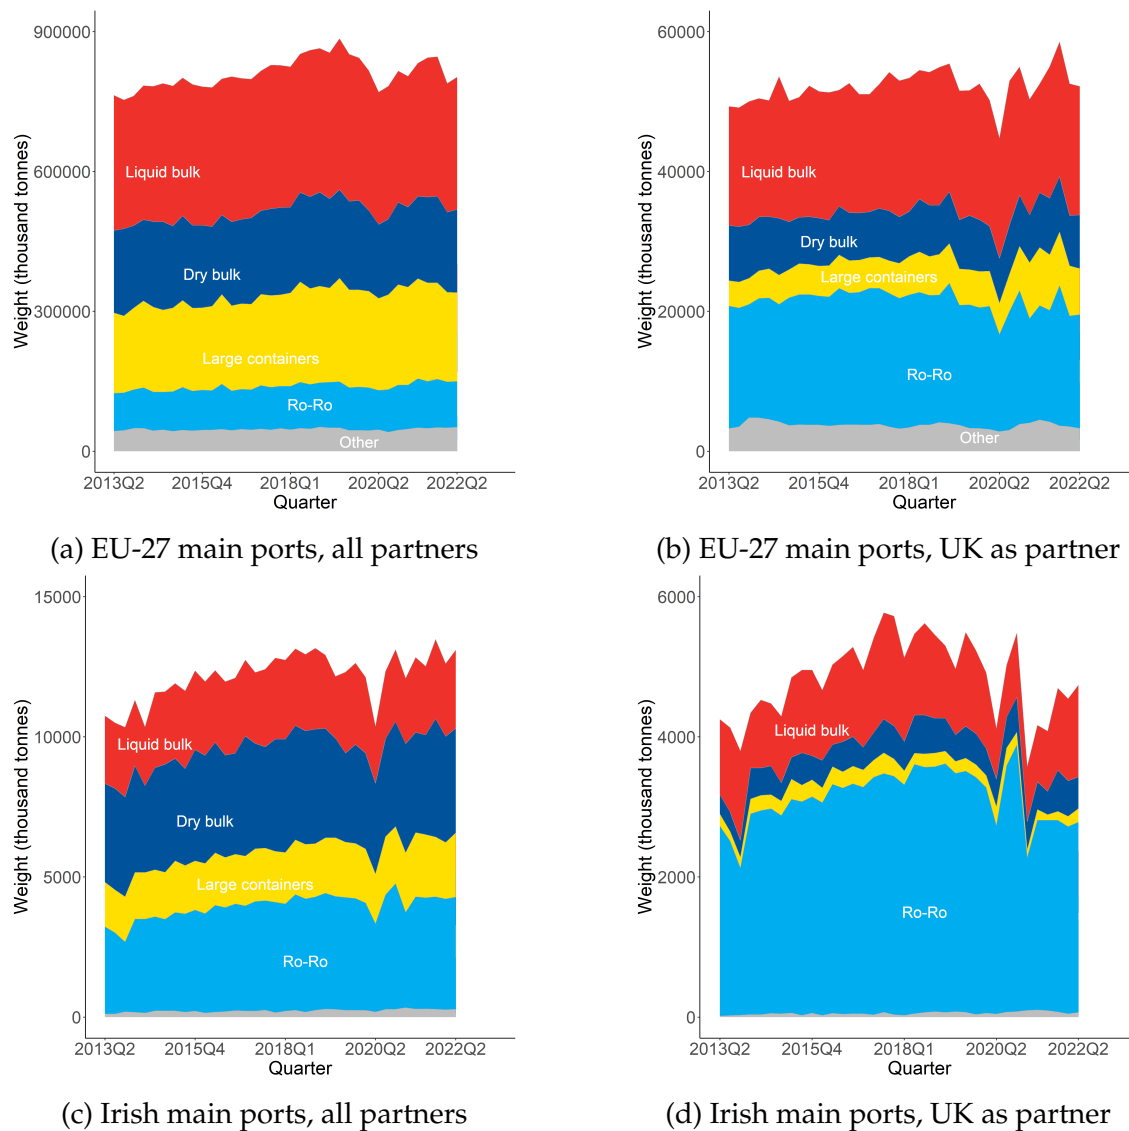 900000
600000
300000
0
Weight (thousand tonnes)
Liquid bulk
Dry bulk
Large containers
Ro-Ro
Other
2013Q2 2015Q4 2018Q1 2020Q2 2022Q2
Quarter
(a) EU-27 main ports, all partners
60000
40000
20000
0
Weight (thousand tonnes)
Liquid bulk
Dry bulk
Large containers
Ro-Ro
Other
2013Q2 2015Q4 2018Q1 2020Q2 2022Q2
Quarter
(b) EU-27 main ports, UK as partner
15000
10000
5000
0
Weight (thousand tonnes)
Liquid bulk
Dry bulk
Large containers
Ro-Ro
2013Q2 2015Q4 2018Q1 2020Q2 2022Q2
Quarter
(c) Irish main ports, all partners
6000
4000
2000
0
Weight (thousand tonnes)
Liquid bulk
Ro-Ro
2013Q2 2015Q4 2018Q1 2020Q2 2022Q2
Quarter
(d) Irish main ports, UK as partner